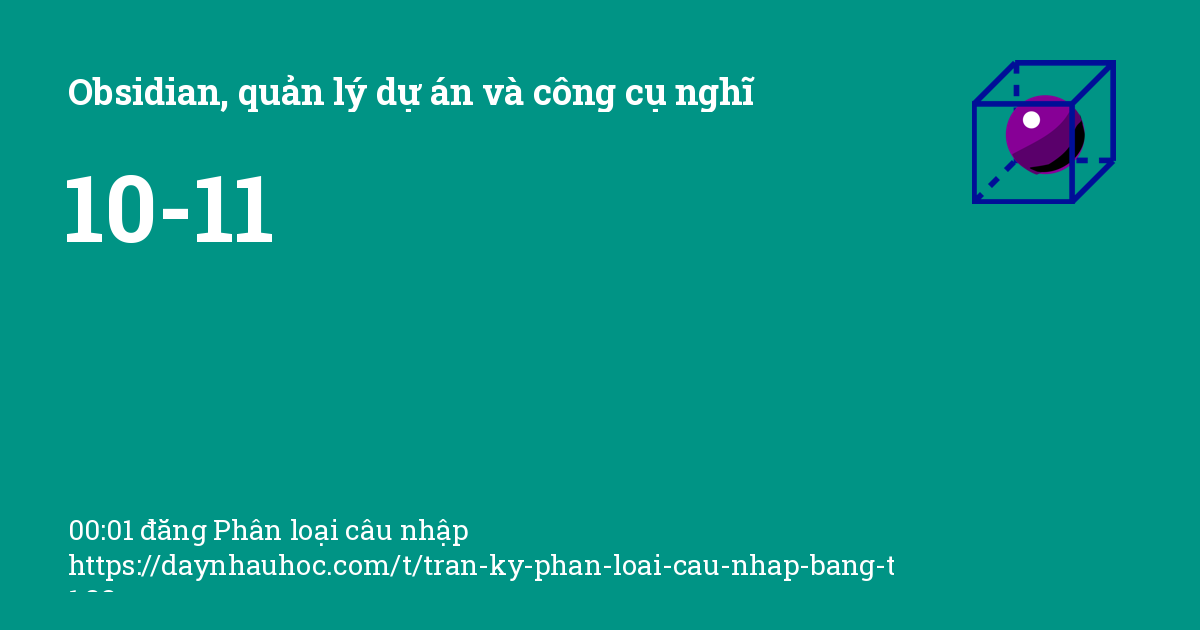 Obsidian, quản lý dự án và công cụ nghĩ
10-11
00:01 đăng Phân loại câu nhập
https://daynhauhoc.com/t/tran-ky-phan-loai-cau-nhap-bang-t